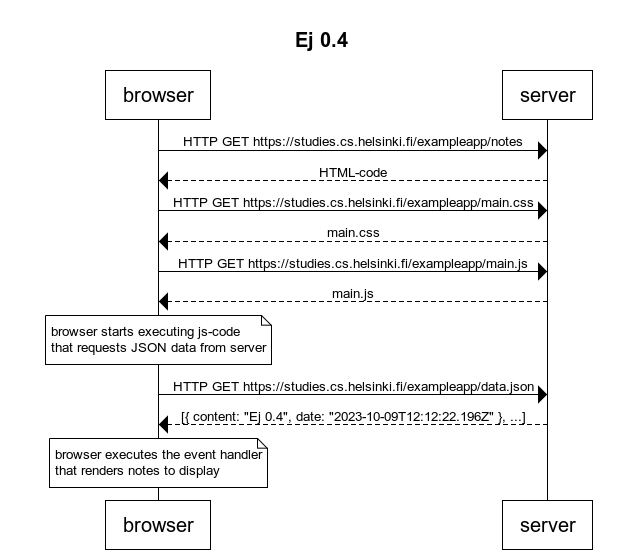 Ej 0.4
browser
server
HTTP GET https://studies.cs.helsinki.fi/exampleapp/notes
HTML-code
HTTP GET https://studies.cs.helsinki.fi/exampleapp/main.css
main.css
HTTP GET https://studies.cs.helsinki.fi/exampleapp/main.js
main.js
browser starts executing js-code
that requests JSON data from server
HTTP GET https://studies.cs.helsinki.fi/exampleapp/data.json
[{ content: "Ej 0.4", date: "2023-10-09T12:12:22.196Z" }, ...]
browser executes the event handler
that renders notes to display
browser
server